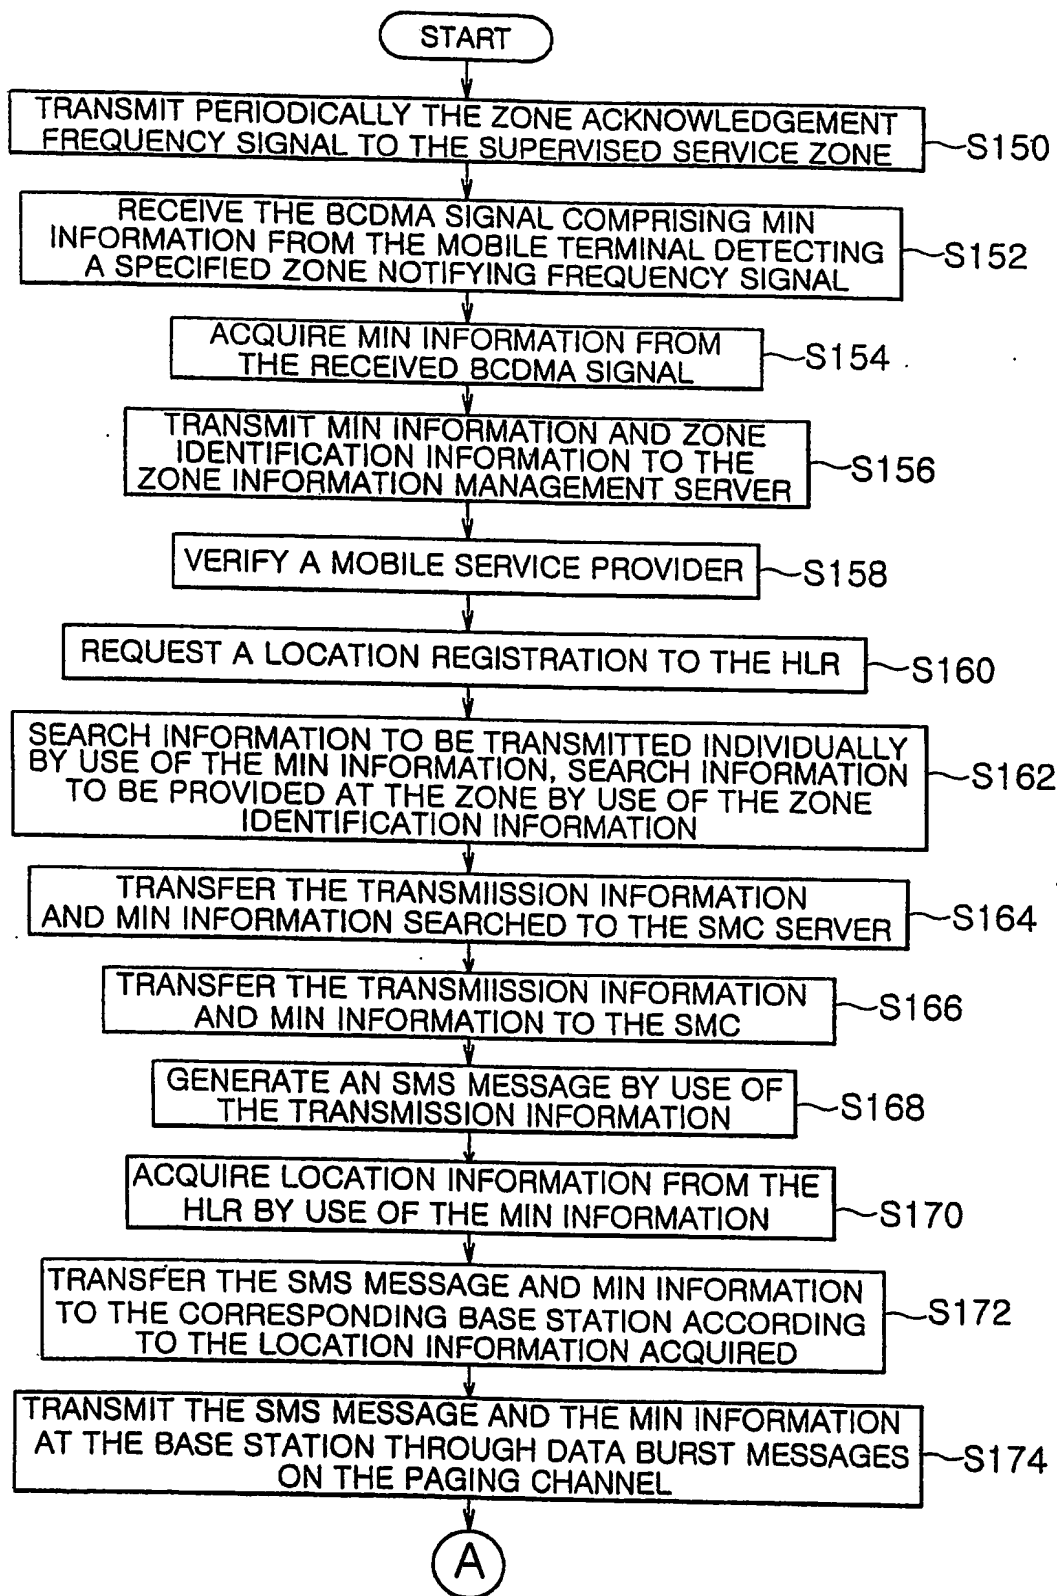 START
TRANSMIT PERIODICALLY THE ZONE ACKNOWLEDGEMENT
FREQUENCY SIGNAL TO THE SUPERVISED SERVICE ZONE
S150
RECEIVE THE BCDMA SIGNAL COMPRISING MIN
INFORMATION FROM THE MOBILE TERMINAL DETECTING
A SPECIFIED ZONE NOTIFYING FREQUENCY SIGNAL
S152
ACQUIRE MIN INFORMATION FROM
THE RECEIVED BCDMA SIGNAL
S154
TRANSMIT MIN INFORMATION AND ZONE
IDENTIFICATION INFORMATION TO THE
ZONE INFORMATION MANAGEMENT SERVER
S156
VERIFY A MOBILE SERVICE PROVIDER
S158
REQUEST A LOCATION REGISTRATION TO THE HLR
S160
SEARCH INFORMATION TO BE TRANSMITTED INDIVIDUALLY
BY USE OF THE MIN INFORMATION, SEARCH INFORMATION
TO BE PROVIDED AT THE ZONE BY USE OF THE ZONE
IDENTIFICATION INFORMATION
S162
TRANSFER THE TRANSMIISSION INFORMATION
AND MIN INFORMATION SEARCHED TO THE SMC SERVER
S164
TRANSFER THE TRANSMIISSION INFORMATION
AND MIN INFORMATION TO THE SMC
S166
GENERATE AN SMS MESSAGE BY USE OF
THE TRANSMISSION INFORMATION
S168
ACQUIRE LOCATION INFORMATION FROM THE
HLR BY USE OF THE MIN INFORMATION
S170
TRANSFER THE SMS MESSAGE AND MIN INFORMATION
TO THE CORRESPONDING BASE STATION ACCORDING
TO THE LOCATION INFORMATION ACQUIRED
S172
TRANSMIT THE SMS MESSAGE AND THE MIN INFORMATION
AT THE BASE STATION THROUGH DATA BURST MESSAGES
ON THE PAGING CHANNEL
S174
A